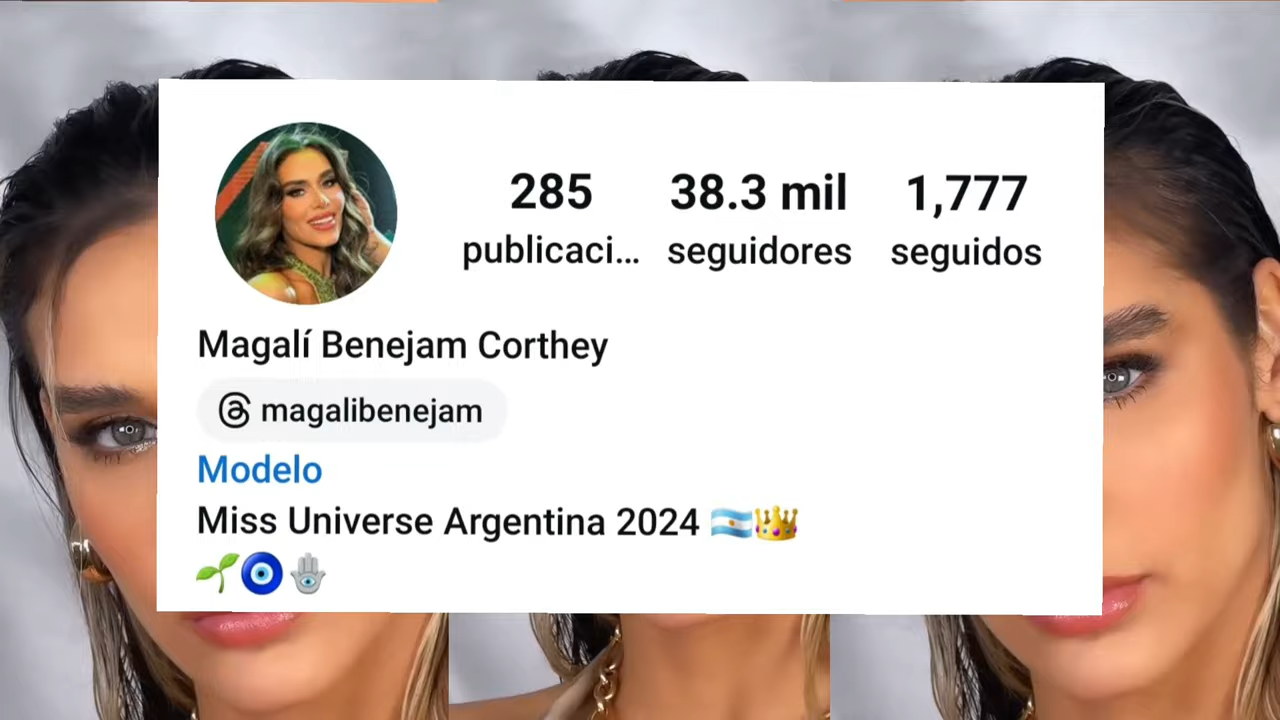 285 38.3 mil 1,777
publicaci... seguidores seguidos
Magalí Benejam Corthey
magalibenejam
Modelo
Miss Universe Argentina 2024 🇦🇷👑
🌱🧿🪬